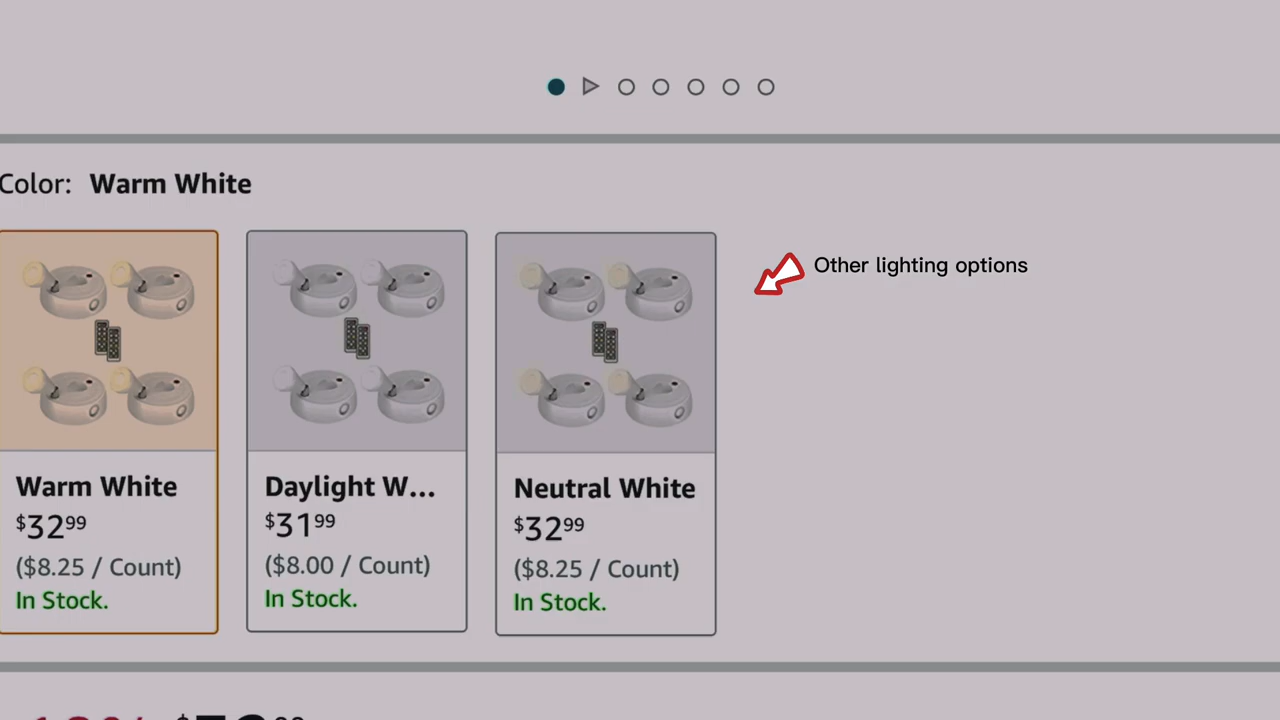 Color: Warm White
Other lighting options
Warm White
$32.99
($8.25 / Count)
In Stock.
Daylight W...
$31.99
($8.00 / Count)
In Stock.
Neutral White
$32.99
($8.25 / Count)
In Stock.